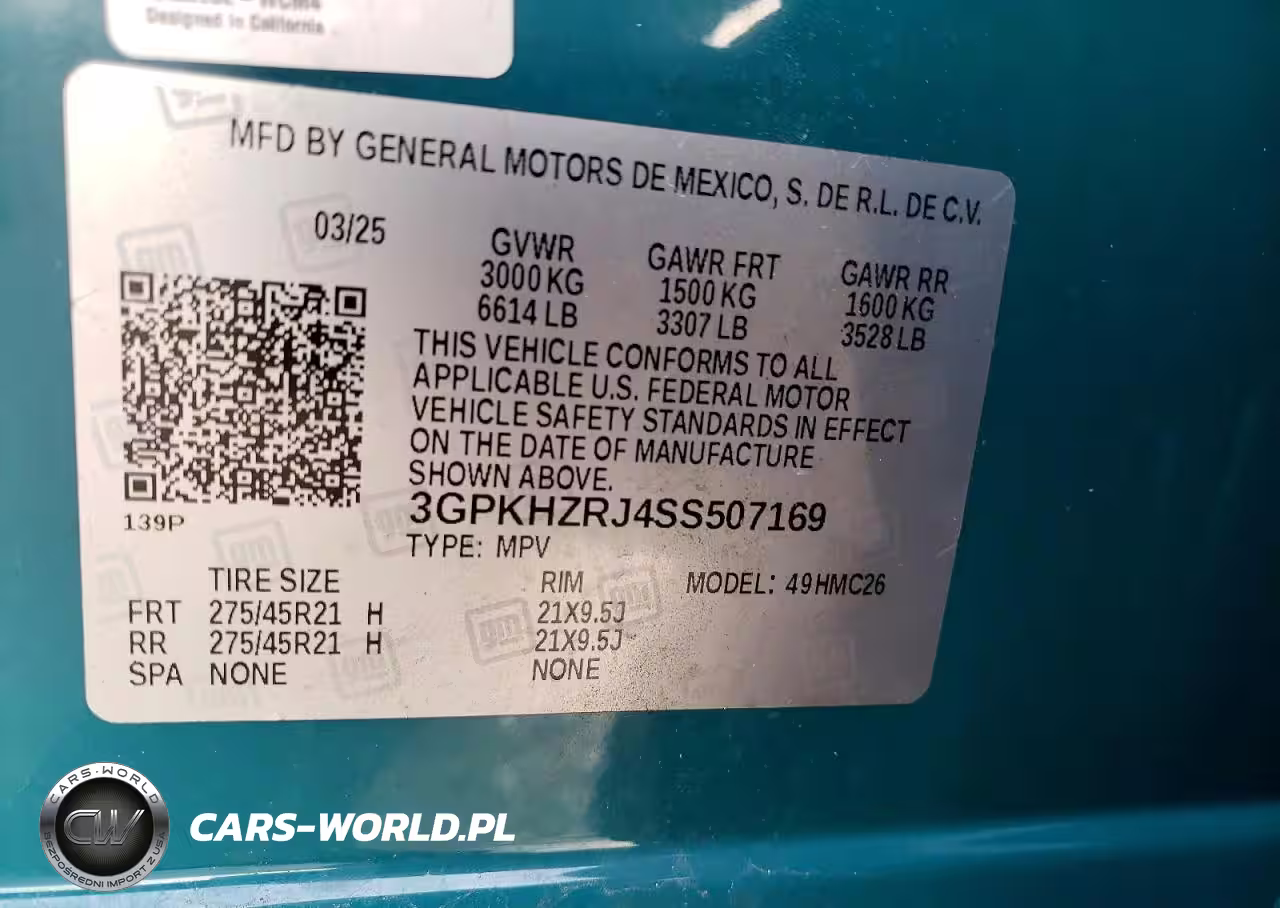 Designed in California
MFD BY GENERAL MOTORS DE MEXICO, S. DE R.L. DE C.V.
03/25
GVWR
3000 KG
6614 LB
GAWR FRT
1500 KG
3307 LB
GAWR RR
1600 KG
3528 LB
THIS VEHICLE CONFORMS TO ALL
APPLICABLE U.S. FEDERAL MOTOR
VEHICLE SAFETY STANDARDS IN EFFECT
ON THE DATE OF MANUFACTURE
SHOWN ABOVE.
139P
3GPKHZRJ4SS507169
TYPE: MPV
TIRE SIZE RIM MODEL: 49HMC26
FRT 275/45R21 H 21X9.5J
RR 275/45R21 H 21X9.5J
SPA NONE NONE
CARS-WORLD
CW
BEZPOŚREDNI IMPORT Z USA
CARS-WORLD.PL